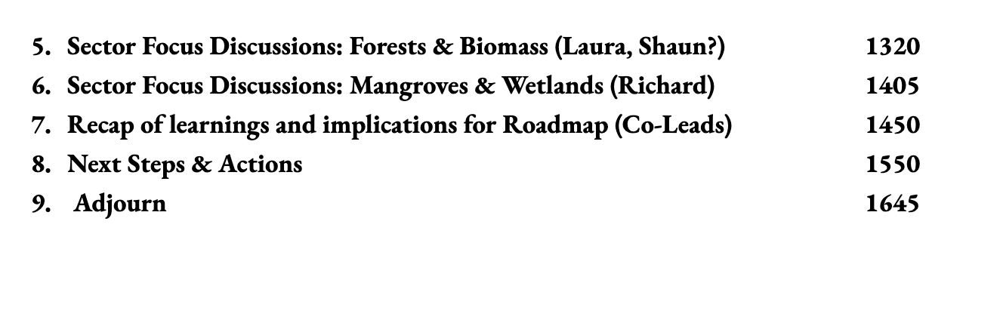 5. Sector Focus Discussions: Forests & Biomass (Laura, Shaun?) 1320
6. Sector Focus Discussions: Mangroves & Wetlands (Richard) 1405
7. Recap of learnings and implications for Roadmap (Co-Leads) 1450
8. Next Steps & Actions 1550
9. Adjourn 1645